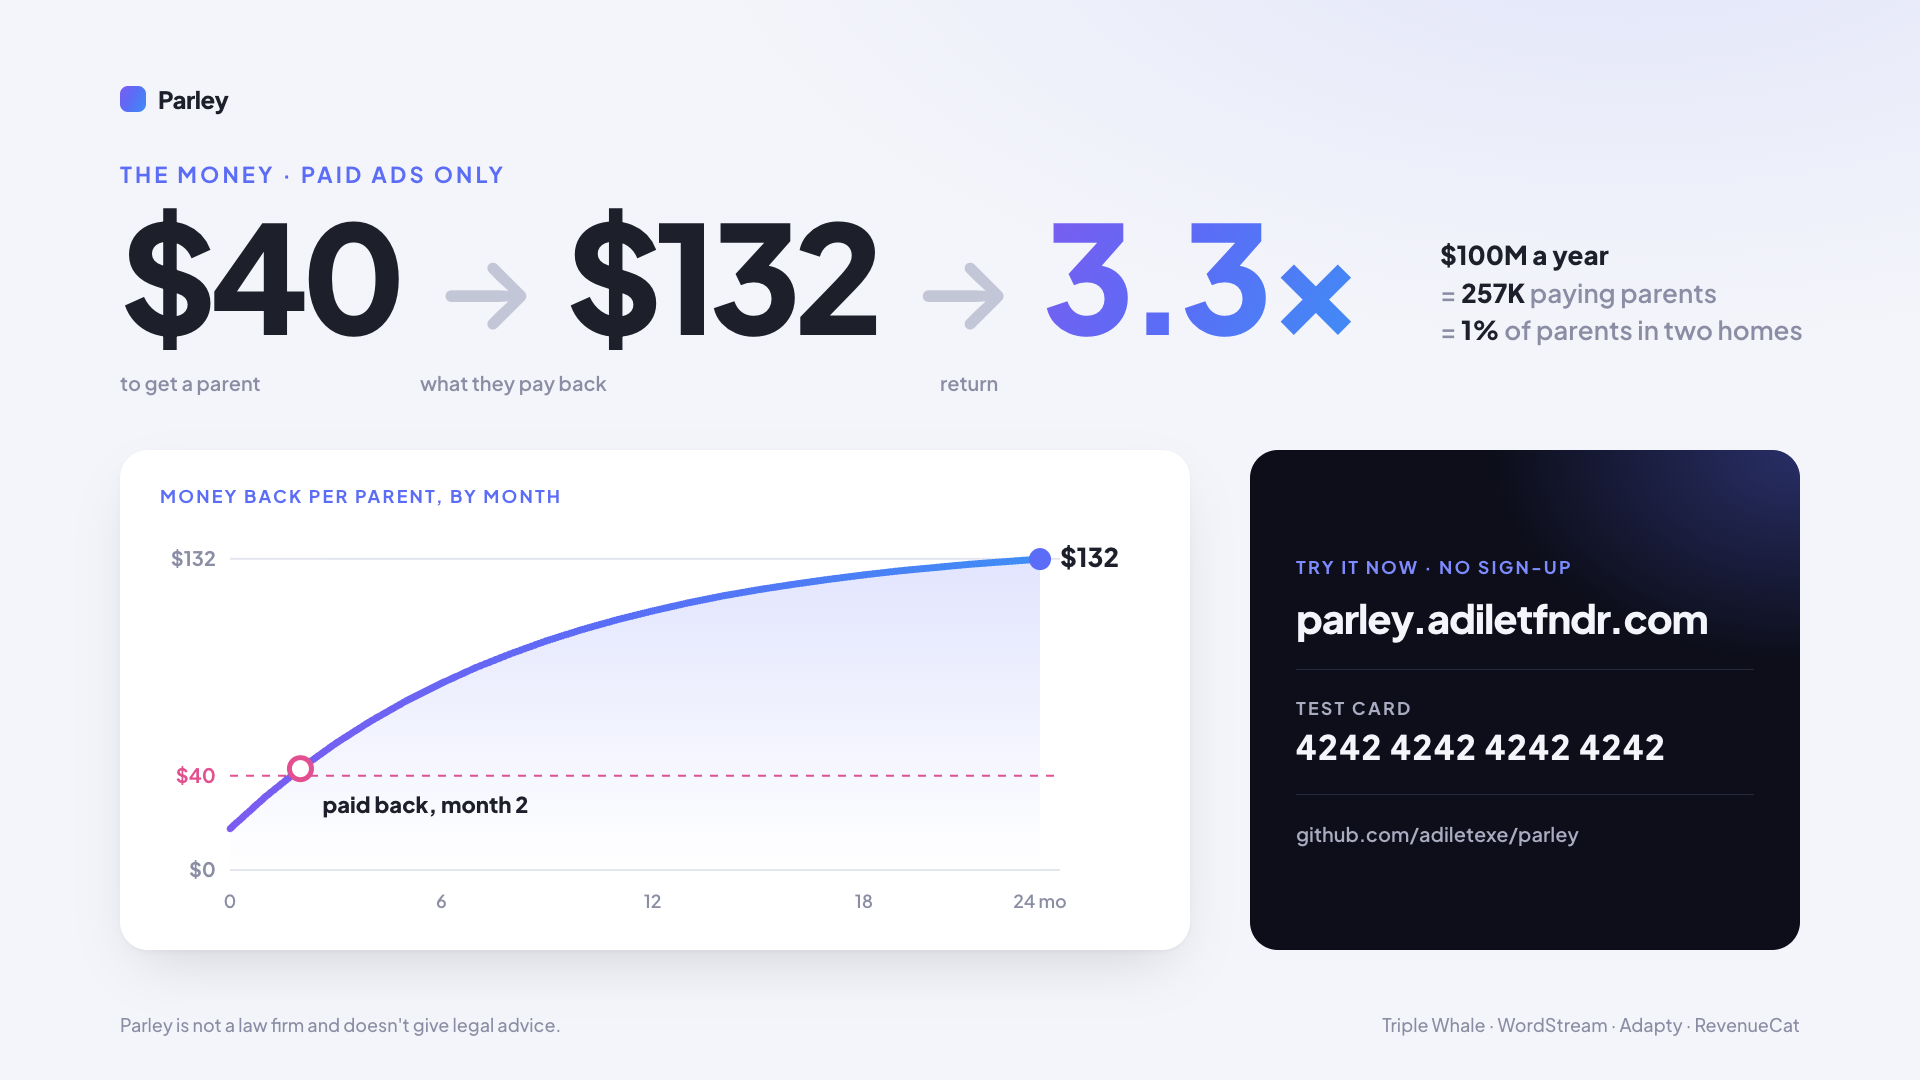 Parley
THE MONEY · PAID ADS ONLY
$40 → $132 → 3.3×
to get a parent
what they pay back
return
$100M a year
= 257K paying parents
= 1% of parents in two homes
MONEY BACK PER PARENT, BY MONTH
$132
$132
$40
paid back, month 2
$0
0 6 12 18 24 mo
TRY IT NOW · NO SIGN-UP
parley.adiletfndr.com
TEST CARD
4242 4242 4242 4242
github.com/adiletexe/parley
Parley is not a law firm and doesn't give legal advice.
Triple Whale · WordStream · Adapty · RevenueCat